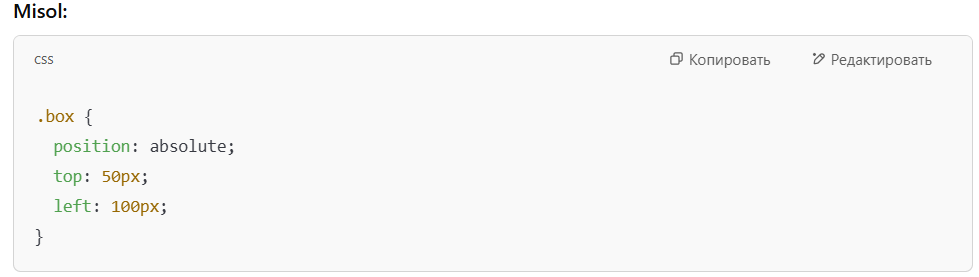 Misol:
css
Копировать
Редактировать
.box {
  position: absolute;
  top: 50px;
  left: 100px;
}